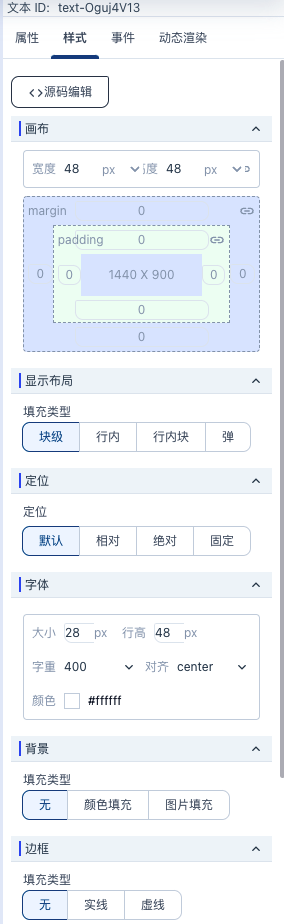 文本 ID: text-Oguj4V13
属性 样式 事件 动态渲染
<>源码编辑
画布
宽度 48 px 高度 48 px
margin 0
padding 0
0 0 1440 X 900 0 0
0
0
显示布局
填充类型
块级 行内 行内块 弹
定位
定位
默认 相对 绝对 固定
字体
大小 28 px 行高 48 px
字重 400 对齐 center
颜色 #ffffff
背景
填充类型
无 颜色填充 图片填充
边框
填充类型
无 实线 虚线